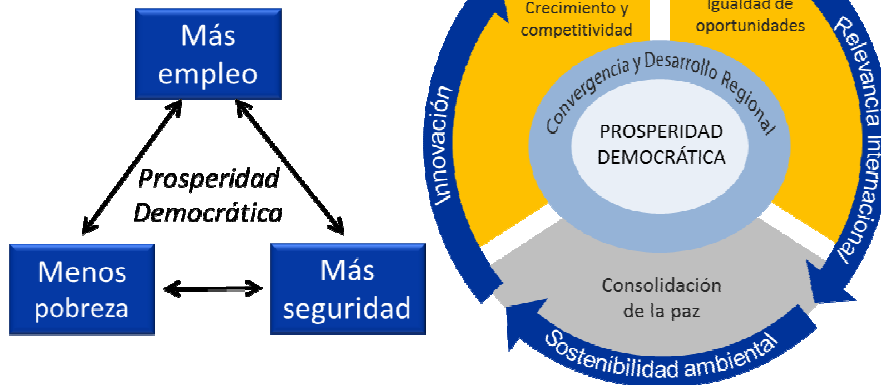 Más
empleo
Prosperidad
Democrática
Menos
pobreza
Más
seguridad
Crecimiento y
competitividad
Igualdad de
oportunidades
Convergencia y Desarrollo Regional
PROSPERIDAD
DEMOCRÁTICA
Innovación
Relevancia Internacional
Consolidación
de la paz
Sostenibilidad ambiental